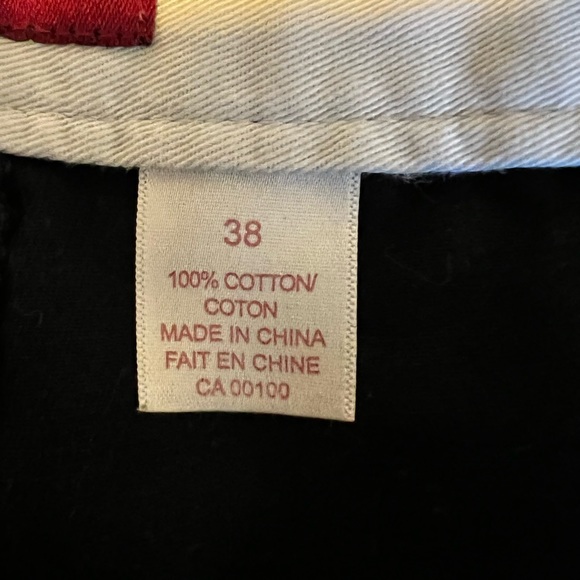 38
100% COTTON/
COTON
MADE IN CHINA
FAIT EN CHINE
CA 00100